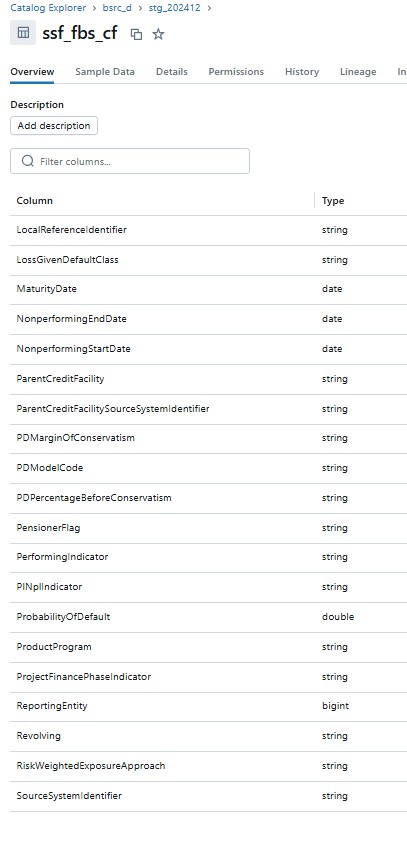 Catalog Explorer > bsrc_d > stg_202412 >
ssf_fbs_cf
Overview Sample Data Details Permissions History Lineage In
Description
Add description
Filter columns...
Column Type
LocalReferenceIdentifier string
LossGivenDefaultClass string
MaturityDate date
NonperformingEndDate date
NonperformingStartDate date
ParentCreditFacility string
ParentCreditFacilitySourceSystemIdentifier string
PDMarginOfConservatism string
PDModelCode string
PDPercentageBeforeConservatism string
PensionerFlag string
PerformingIndicator string
PINplIndicator string
ProbabilityOfDefault double
ProductProgram string
ProjectFinancePhaseIndicator string
ReportingEntity bigint
Revolving string
RiskWeightedExposureApproach string
SourceSystemIdentifier string